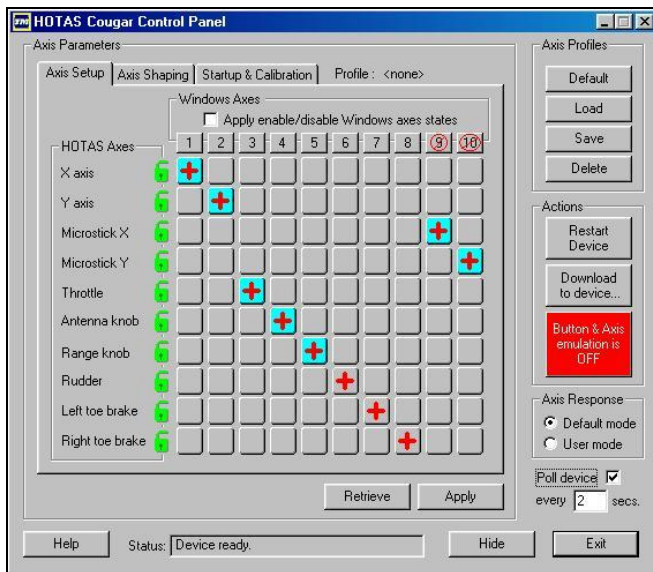 TM HOTAS Cougar Control Panel
Axis Parameters
Axis Setup Axis Shaping Startup & Calibration Profile : <none>
Windows Axes
Apply enable/disable Windows axes states
HOTAS Axes 1 2 3 4 5 6 7 8 9 10
X axis
Y axis
Microstick X
Microstick Y
Throttle
Antenna knob
Range knob
Rudder
Left toe brake
Right toe brake
Retrieve Apply
Axis Profiles
Default
Load
Save
Delete
Actions
Restart
Device
Download
to device...
Button & Axis
emulation is
OFF
Axis Response
Default mode
User mode
Poll device
every 2 secs.
Help Status: Device ready. Hide Exit